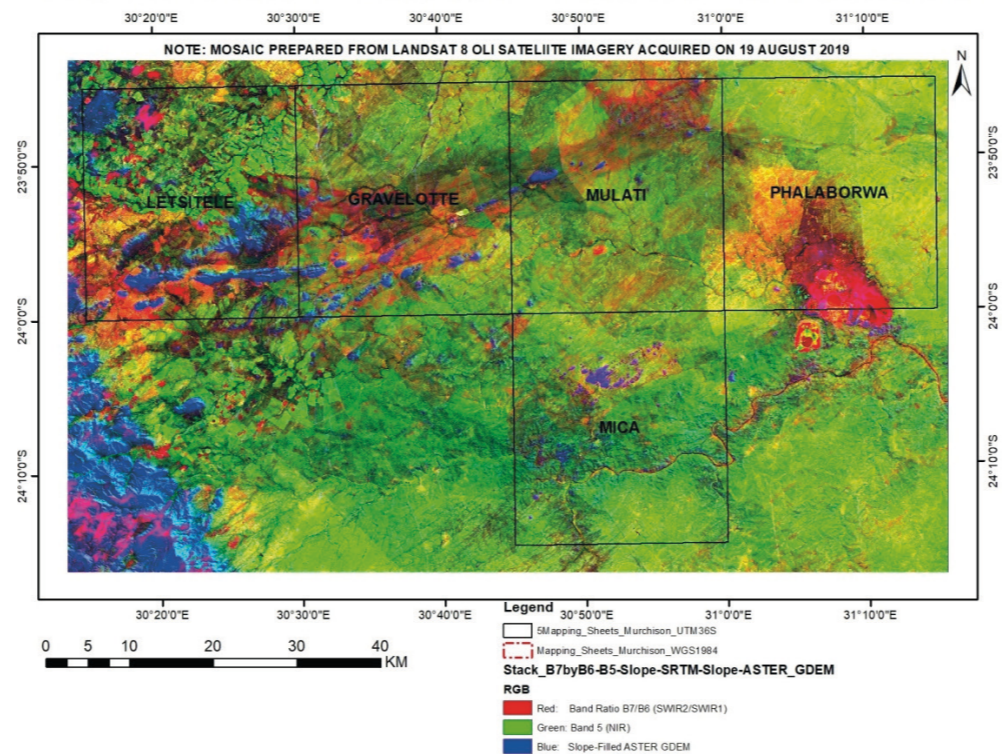 30°20'0"E 30°30'0"E 30°40'0"E 30°50'0"E 31°0'0"E 31°10'0"E
NOTE: MOSAIC PREPARED FROM LANDSAT 8 OLI SATELIITE IMAGERY ACQUIRED ON 19 AUGUST 2019
N
23°50'0"S 23°50'0"S
LETSITELE GRAVELOTTE MULATI PHALABORWA
24°0'0"S 24°0'0"S
MICA
24°10'0"S 24°10'0"S
30°20'0"E 30°30'0"E 30°40'0"E 30°50'0"E 31°0'0"E 31°10'0"E
0 5 10 20 30 40
KM
Legend
5Mapping_Sheets_Murchison_UTM36S
Mapping_Sheets_Murchison_WGS1984
Stack_B7byB6-B5-Slope-SRTM-Slope-ASTER_GDEM
RGB
Red: Band Ratio B7/B6 (SWIR2/SWIR1)
Green: Band 5 (NIR)
Blue: Slope-Filled ASTER GDEM